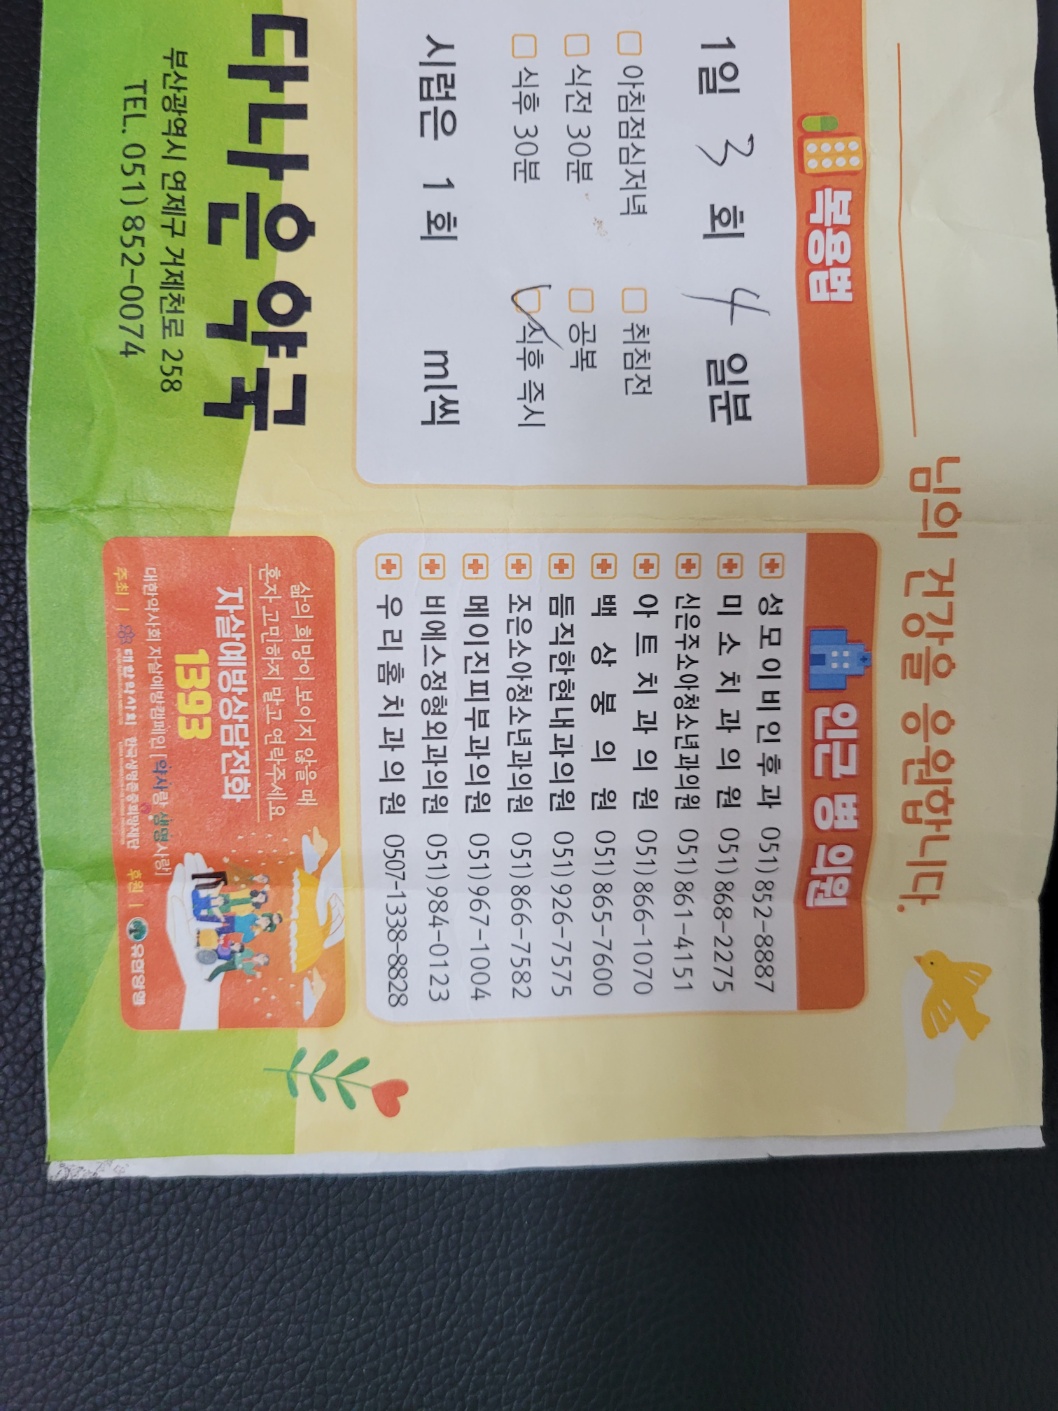 님의 건강을 응원합니다.
복용법
1일 3 회 4 일분
아침점심저녁 취침전
식전 30분 공복
식후 30분 식후 즉시
시럽은 1 회 ml씩
인근 병 의원
성모이비인후과 051)852-8887
미소치과의원 051)868-2275
신은주소아청소년과의원 051)861-4151
아트치과의원 051)866-1070
백상붕의원 051)865-7600
듬직한현내과의원 051)926-7575
조은소아청소년과의원 051)866-7582
메이진피부과의원 051)967-1004
비에스정형외과의원 051)984-0123
우리홈치과의원 0507-1338-8828
다나은약국
부산광역시 연제구 거제천로 258
TEL. 051) 852-0074
삶의 희망이 보이지 않을 때
혼자 고민하지 말고 연락주세요
자살예방상담전화
1393
대한약사회 자살예방캠페인 [약사랑 생명사랑]
주최 | 대한약사회 한국생명존중희망재단 후원 | 유한양행